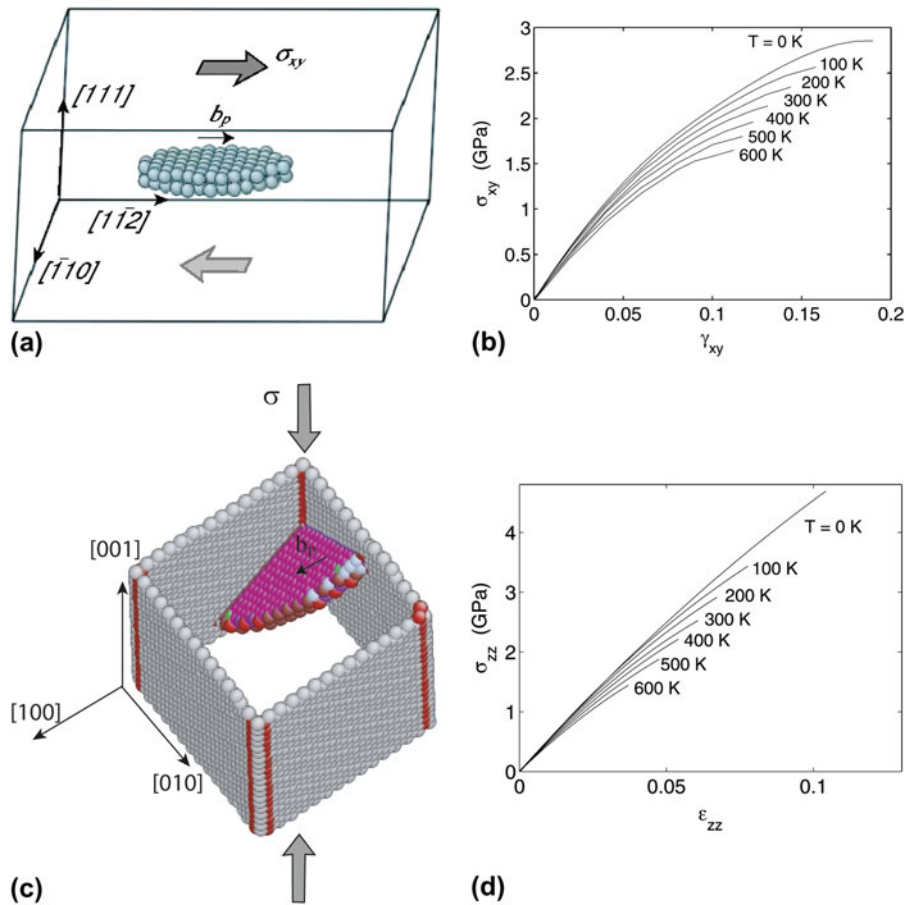 σxy
[111]
bp
[11̄2]
[1̄10]
(a)
3
2.5
2
1.5
1
0.5
0
σxy (GPa)
T = 0 K
100 K
200 K
300 K
400 K
500 K
600 K
0
0.05
0.1
0.15
0.2
γxy
(b)
σ
[001]
bp
[100]
[010]
(c)
4
3
2
1
0
σzz (GPa)
T = 0 K
100 K
200 K
300 K
400 K
500 K
600 K
0
0.05
0.1
εzz
(d)